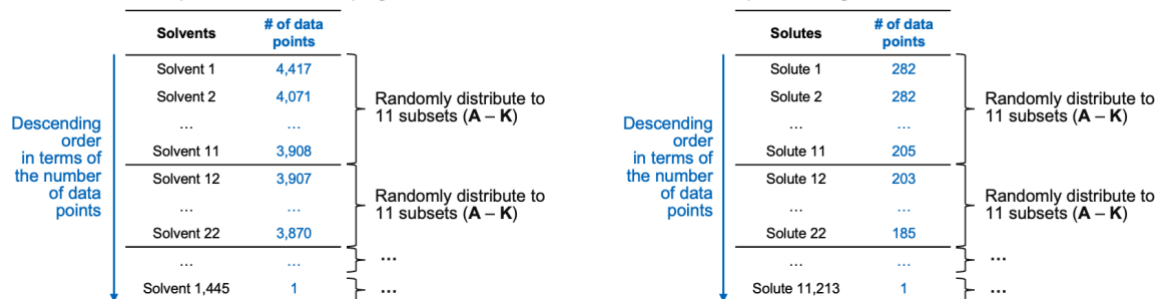 Solvents
# of data
points
Solvent 1 4,417
Solvent 2 4,071
... ...
Solvent 11 3,908
Solvent 12 3,907
... ...
Solvent 22 3,870
... ...
Solvent 1,445 1
Descending
order
in terms of
the number
of data
points
Randomly distribute to
11 subsets (A – K)
Randomly distribute to
11 subsets (A – K)
...
...
Solutes
# of data
points
Solute 1 282
Solute 2 282
... ...
Solute 11 205
Solute 12 203
... ...
Solute 22 185
... ...
Solute 11,213 1
Descending
order
in terms of
the number
of data
points
Randomly distribute to
11 subsets (A – K)
Randomly distribute to
11 subsets (A – K)
...
...